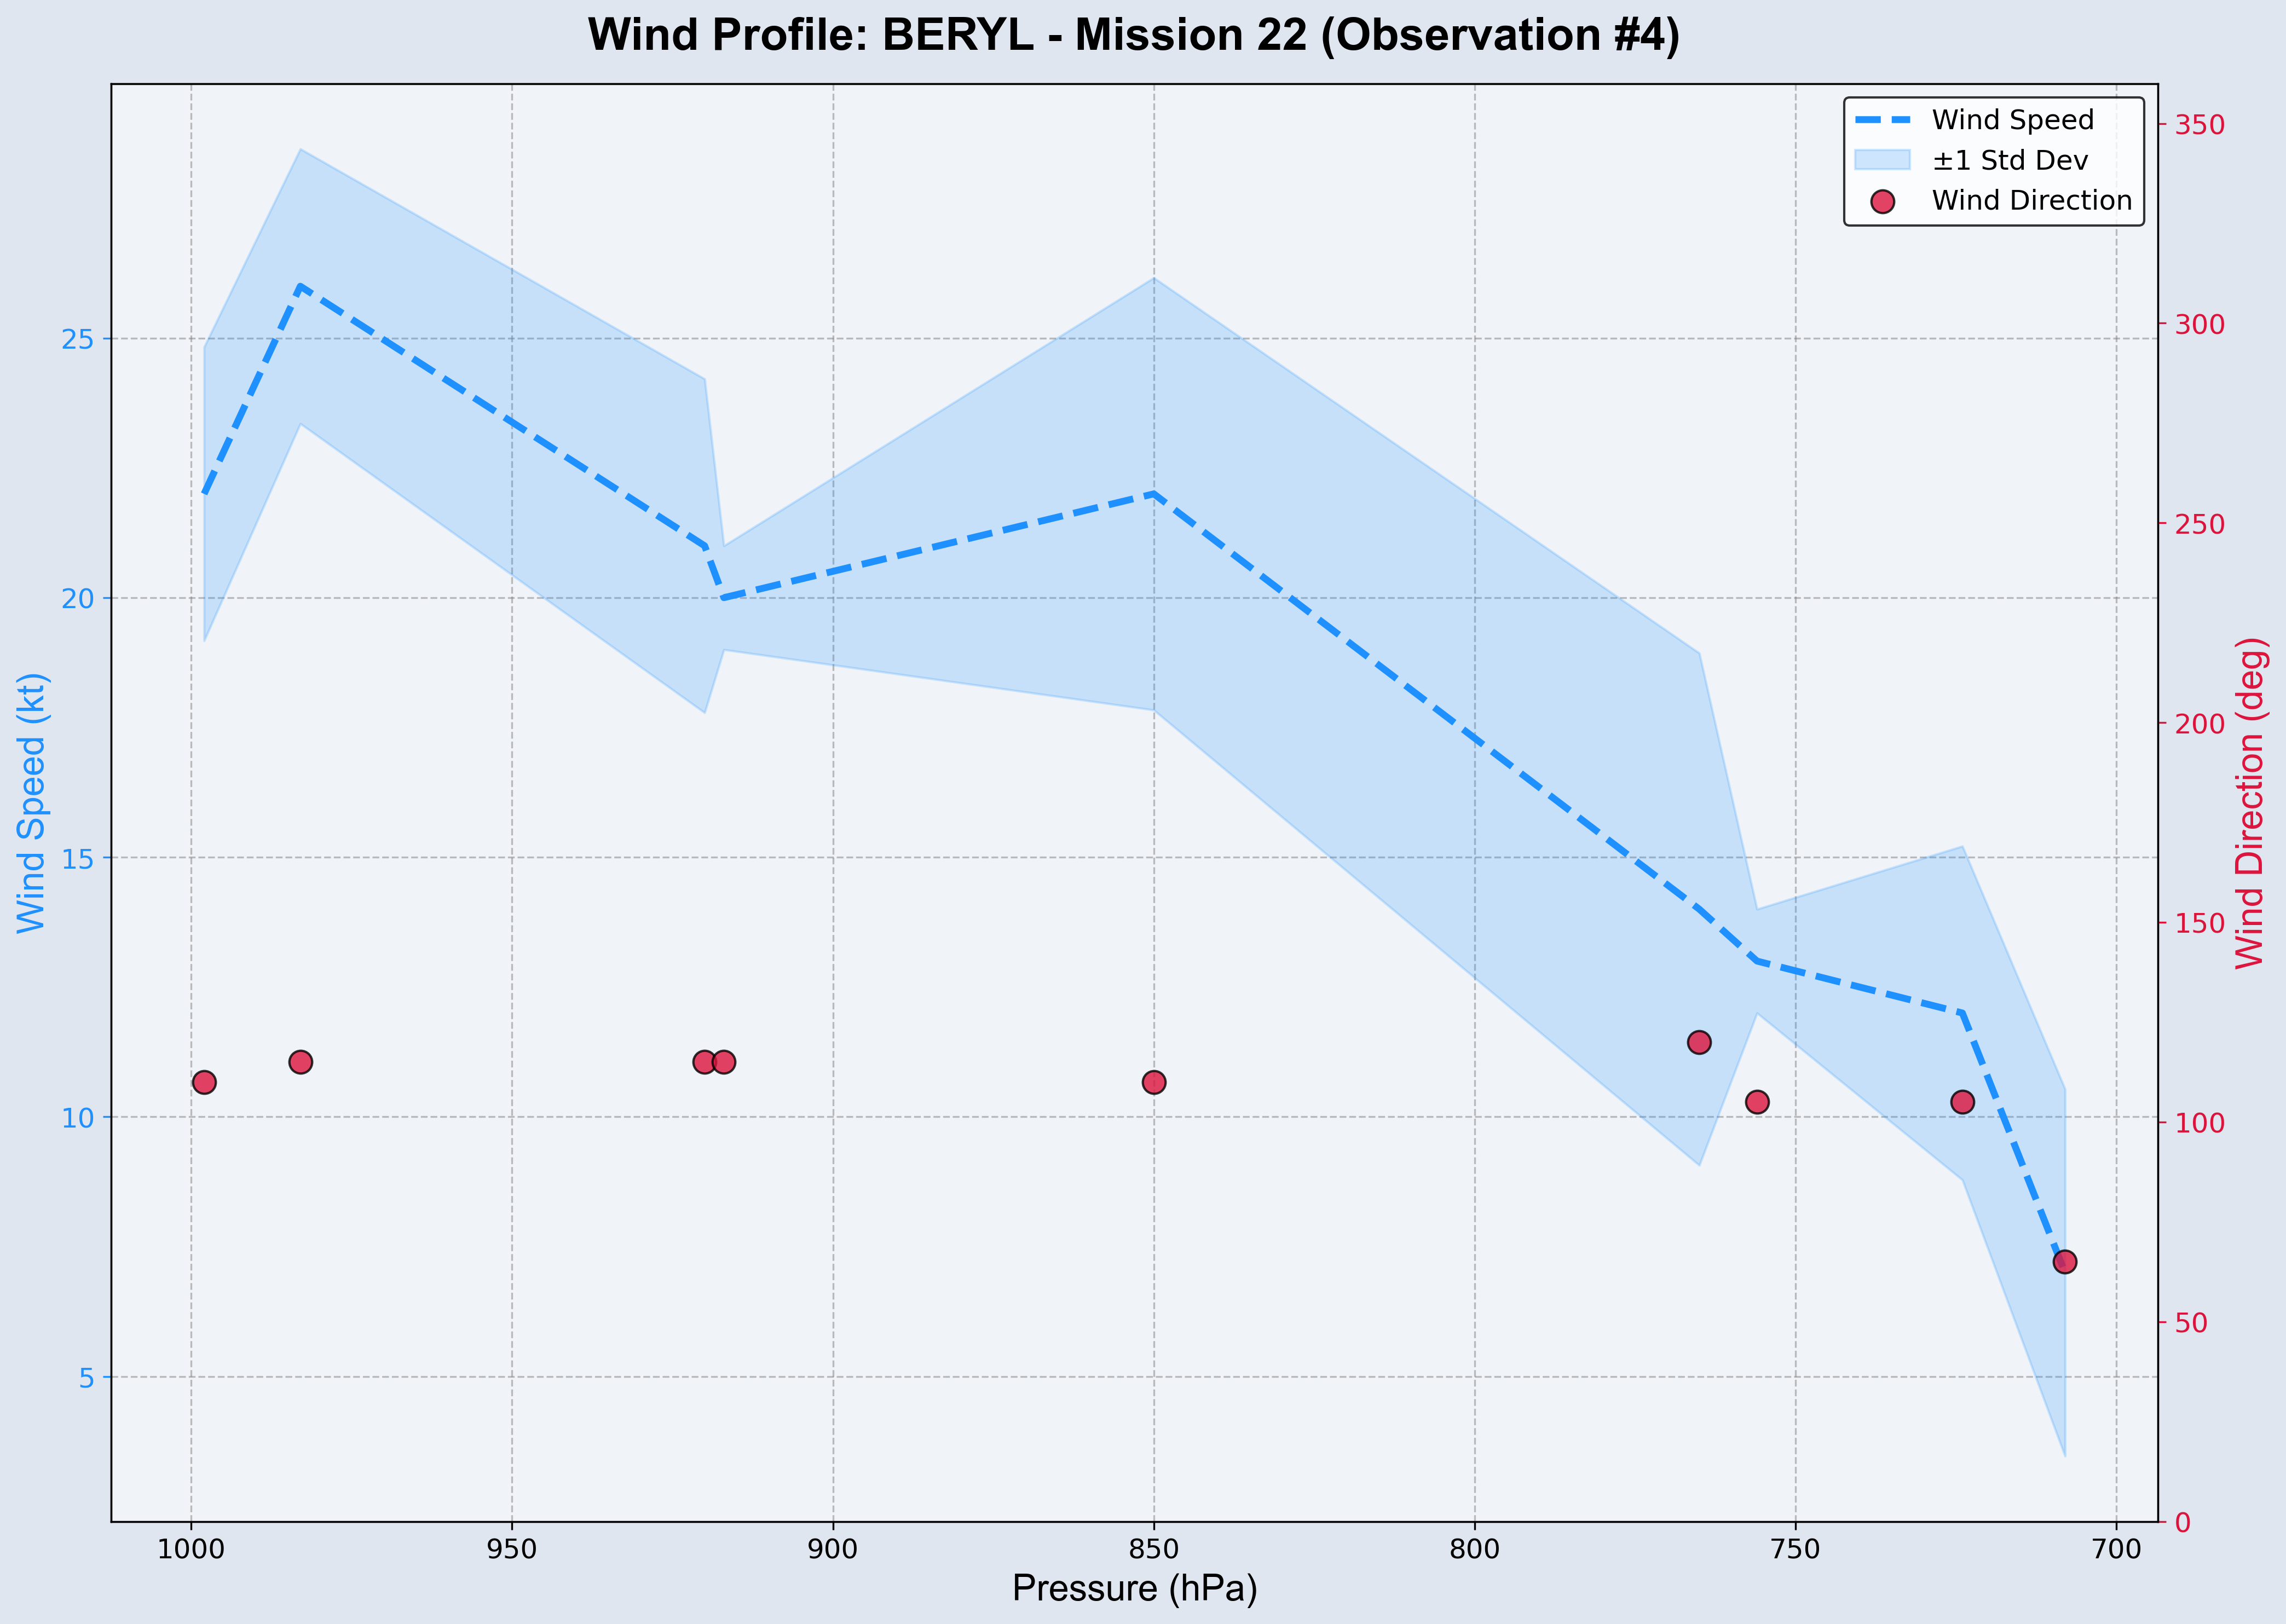 Wind Profile: BERYL - Mission 22 (Observation #4)
Wind Speed
±1 Std Dev
Wind Direction
Wind Speed (kt)
25
20
15
10
5
350
300
250
200
150
100
50
0
Wind Direction (deg)
1000
950
900
850
800
750
700
Pressure (hPa)